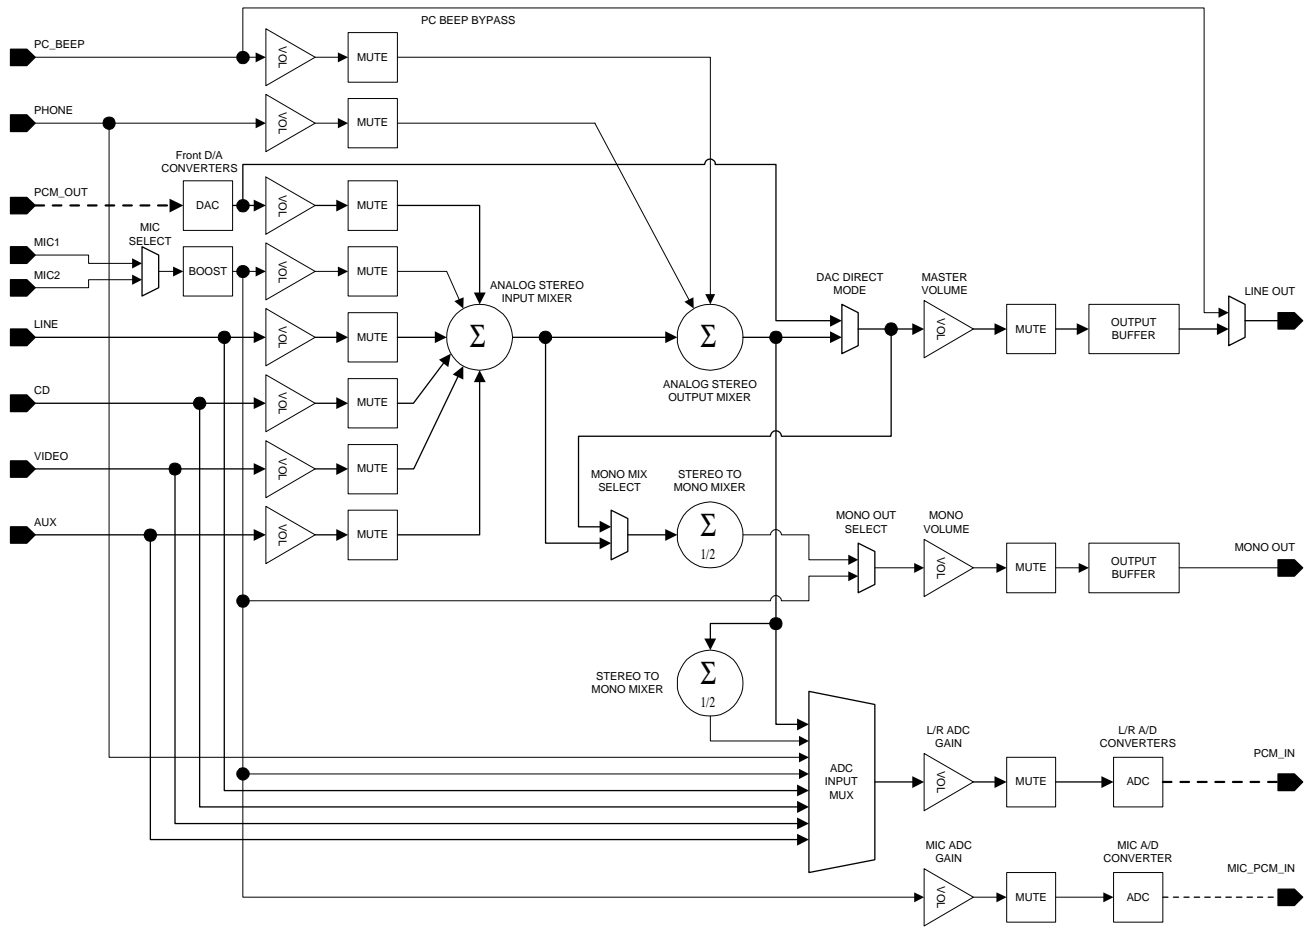 PC BEEP BYPASS
PC_BEEP
VOL
MUTE
PHONE
VOL
MUTE
Front D/A
CONVERTERS
PCM_OUT
DAC
VOL
MUTE
MIC
SELECT
MIC1
MIC2
BOOST
VOL
MUTE
ANALOG STEREO
INPUT MIXER
Σ
LINE
VOL
MUTE
CD
VOL
MUTE
VIDEO
VOL
MUTE
AUX
VOL
MUTE
Σ
ANALOG STEREO
OUTPUT MIXER
DAC DIRECT
MODE
MASTER
VOLUME
VOL
MUTE
OUTPUT
BUFFER
LINE OUT
MONO MIX
SELECT
STEREO TO
MONO MIXER
Σ
1/2
MONO OUT
SELECT
MONO
VOLUME
VOL
MUTE
OUTPUT
BUFFER
MONO OUT
STEREO TO
MONO MIXER
Σ
1/2
ADC
INPUT
MUX
L/R ADC
GAIN
VOL
MUTE
L/R A/D
CONVERTERS
ADC
PCM_IN
MIC ADC
GAIN
VOL
MUTE
MIC A/D
CONVERTER
ADC
MIC_PCM_IN